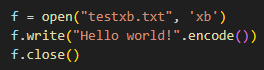 f = open("testxb.txt", 'xb')
f.write("Hello world!".encode())
f.close()